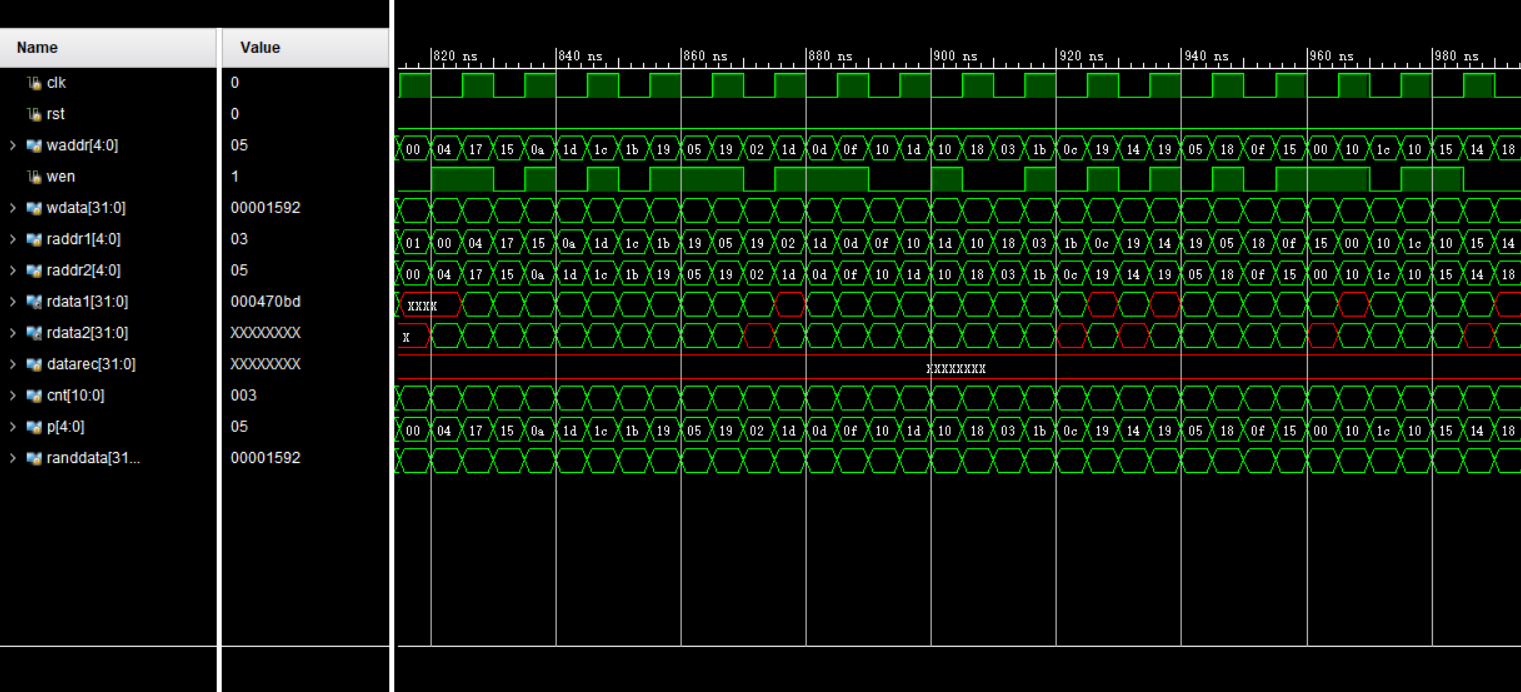 Name Value
820 ns 840 ns 860 ns 880 ns 900 ns 920 ns 940 ns 960 ns 980 ns
clk 0
rst 0
waddr[4:0] 05 00 04 17 15 0a 1d 1c 1b 19 05 19 02 1d 0d 0f 10 1d 10 18 03 1b 0c 19 14 19 05 18 0f 15 00 10 1c 10 15 14 18
wen 1
wdata[31:0] 00001592
raddr1[4:0] 03 01 00 04 17 15 0a 1d 1c 1b 19 05 19 02 1d 0d 0f 10 1d 10 18 03 1b 0c 19 14 19 05 18 0f 15 00 10 1c 10 15 14
raddr2[4:0] 05 00 04 17 15 0a 1d 1c 1b 19 05 19 02 1d 0d 0f 10 1d 10 18 03 1b 0c 19 14 19 05 18 0f 15 00 10 1c 10 15 14 18
rdata1[31:0] 000470bd XXXX
rdata2[31:0] XXXXXXXX X
datarec[31:0] XXXXXXXX XXXXXXXX
cnt[10:0] 003
p[4:0] 05 00 04 17 15 0a 1d 1c 1b 19 05 19 02 1d 0d 0f 10 1d 10 18 03 1b 0c 19 14 19 05 18 0f 15 00 10 1c 10 15 14 18
randdata[31... 00001592